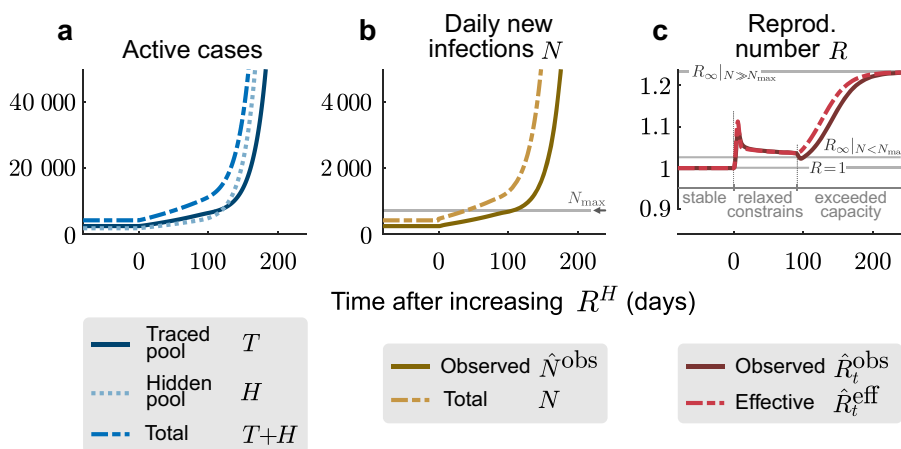 a
Active cases
40 000
20 000
0
0
100
200
b
Daily new
infections N
4 000
2 000
0
N_max
0
100
200
c
Reprod.
number R
R_∞|_{N≫N_max}
1.2
1.1
R_∞|_{N<N_ma
R=1
1
stable
relaxed
constrains
exceeded
capacity
0.9
0
100
200
Time after increasing R^H (days)
Traced
pool T
Hidden
pool H
Total T+H
Observed N̂^obs
Total N
Observed R̂_t^obs
Effective R̂_t^eff